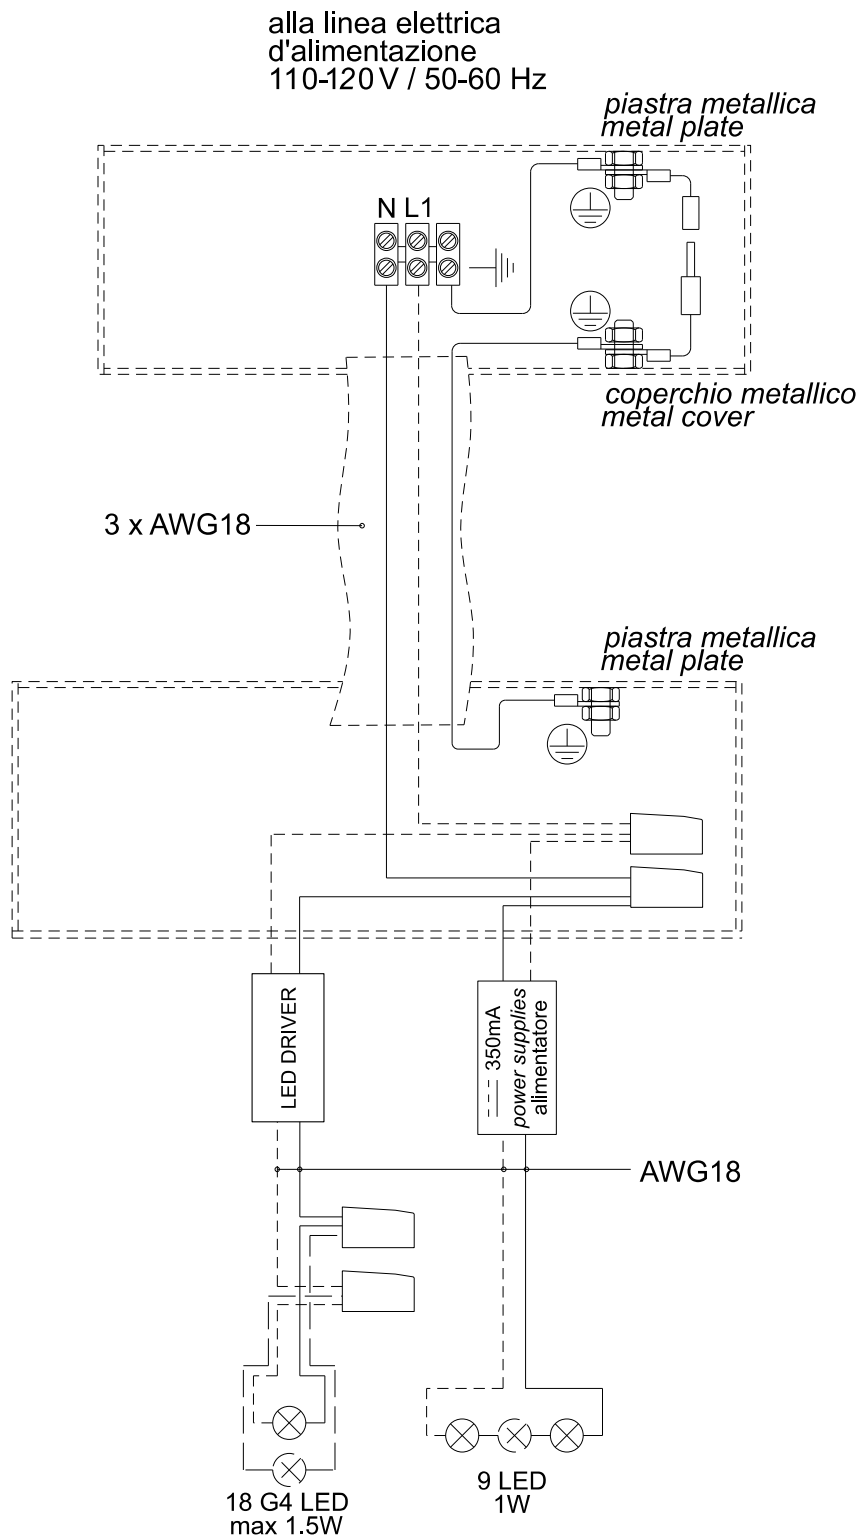 alla linea elettrica
d'alimentazione
110-120 V / 50-60 Hz
piastra metallica
metal plate
N L1
coperchio metallico
metal cover
3 x AWG18
piastra metallica
metal plate
LED DRIVER
350mA
power supplies
alimentatore
AWG18
18 G4 LED
max 1.5W
9 LED
1W